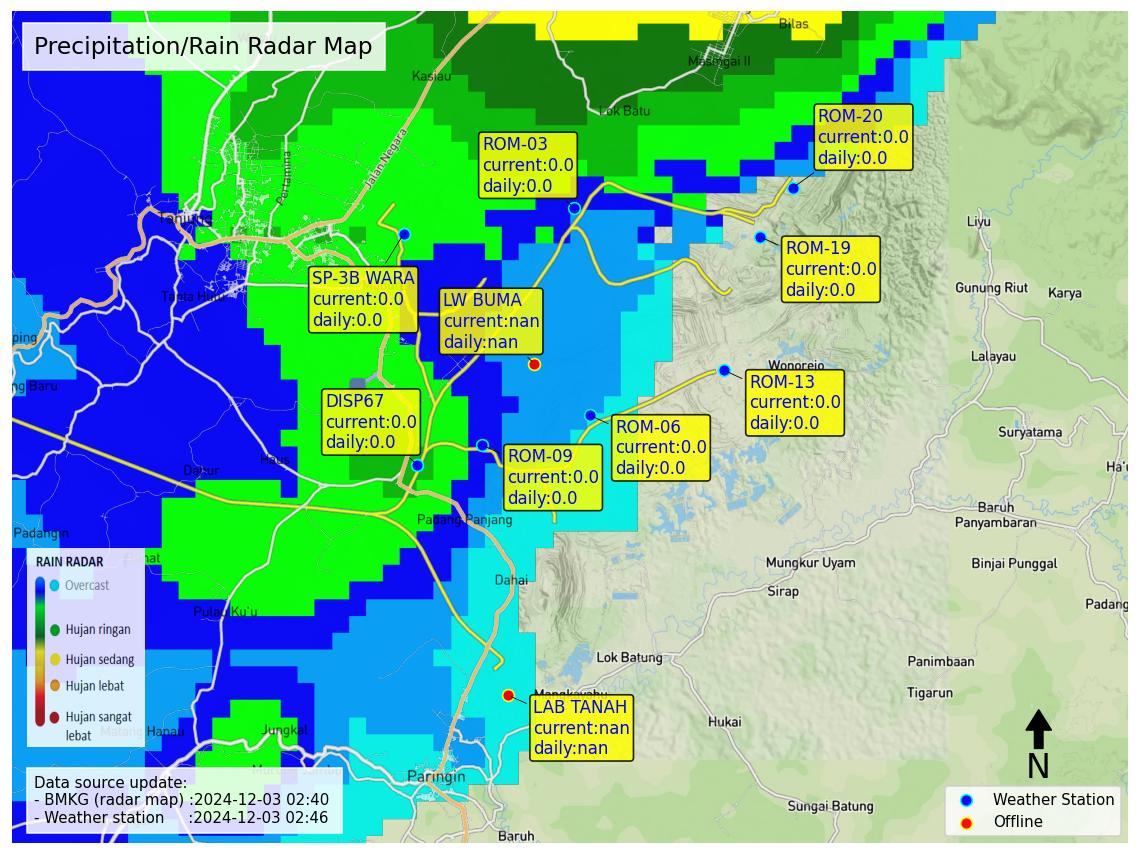 Precipitation/Rain Radar Map
Bilas
Masingai II
Kasiau
Lok Batu
Jalan Negara
Pertamina
Tanjung
Tanta Hulu
ROM-20
current:0.0
daily:0.0
ROM-03
current:0.0
daily:0.0
ROM-19
current:0.0
daily:0.0
SP-3B WARA
current:0.0
daily:0.0
LW BUMA
current:nan
daily:nan
Liyu
Gunung Riut
Karya
Lalayau
ping
ng Baru
Wonorejo
ROM-13
current:0.0
daily:0.0
DISP67
current:0.0
daily:0.0
ROM-06
current:0.0
daily:0.0
ROM-09
current:0.0
daily:0.0
Suryatama
Ha'u
Dahur
Haus
Padang Panjang
Padangin
Baruh
Panyambaran
Binjai Punggal
Mungkur Uyam
Sirap
Padang
Dahai
Pulau Ku'u
RAIN RADAR
Overcast
Hujan ringan
Hujan sedang
Hujan lebat
Hujan sangat
lebat
Lok Batung
Panimbaan
Tigarun
LAB TANAH
current:nan
daily:nan
Hukai
Matang Hanau
Jungkal
Paringin
Sungai Batung
Baruh
Data source update:
- BMKG (radar map) :2024-12-03 02:40
- Weather station :2024-12-03 02:46
N
Weather Station
Offline